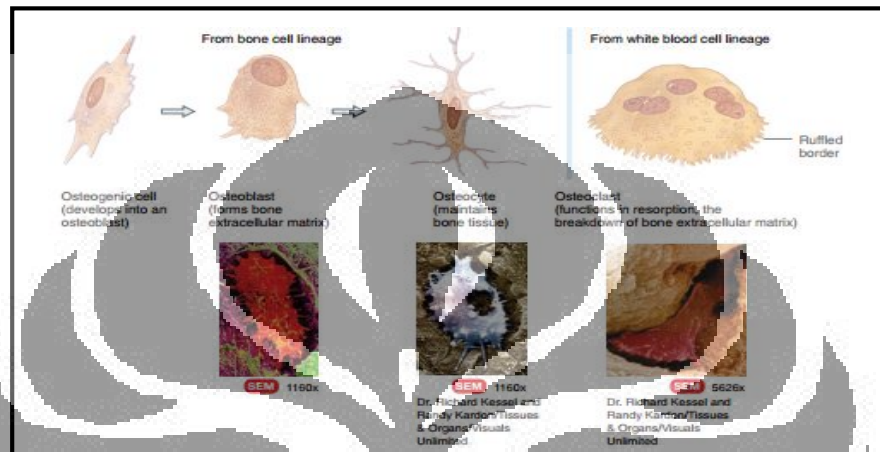 From bone cell lineage
From white blood cell lineage
Ruffled
border
Osteogenic cell
(develops into an
osteoblast)
Osteoblast
(forms bone
extracellular matrix)
Osteocyte
(maintains
bone tissue)
Osteoclast
(functions in resorption, the
breakdown of bone extracellular matrix)
SEM 1160x
SEM 1160x
Dr. Richard Kessel and
Randy Kardon/Tissues
& Organs/Visuals
Unlimited
SEM 5626x
Dr. Richard Kessel and
Randy Kardon/Tissues
& Organs/Visuals
Unlimited